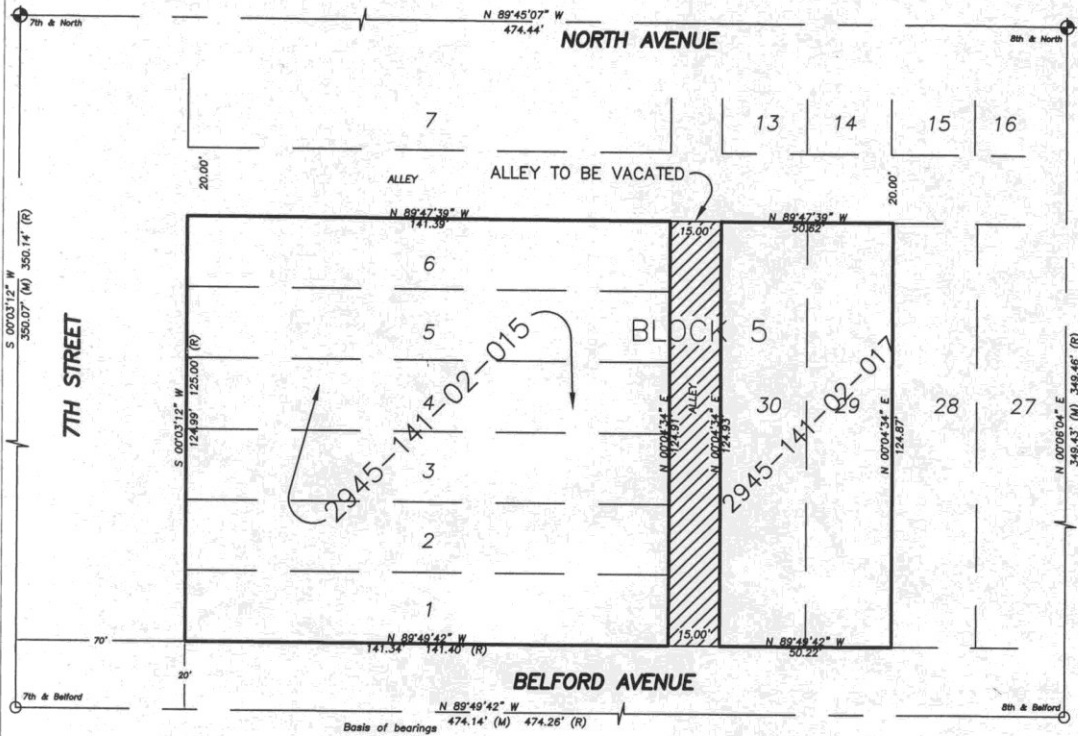 7th & North
N 89°45'07" W
474.44'
8th & North
NORTH AVENUE
7
13
14
15
16
20.00'
ALLEY
ALLEY TO BE VACATED
20.00'
N 89°47'39" W
141.39'
15.00'
N 89°47'39" W
50.62'
S 00°03'12" W
350.07' (M) 350.14' (R)
7TH STREET
S 00°03'12" W
124.99' 125.00' (R)
6
5
4
3
2
1
2945-141-02-015
BLOCK 5
N 00°04'34" E
124.91'
ALLEY
N 00°04'34" E
124.93'
30
29
2945-141-02-017
N 00°04'34" E
124.87'
28
27
N 00°06'04" E
349.43' (M) 349.46' (R)
70'
N 89°49'42" W
141.34' 141.40' (R)
15.00'
N 89°49'42" W
50.22'
20'
BELFORD AVENUE
7th & Belford
N 89°49'42" W
474.14' (M) 474.26' (R)
Basis of bearings
8th & Belford